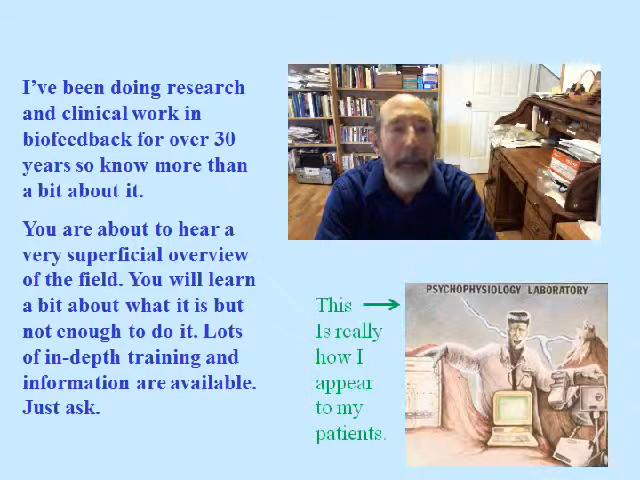 I've been doing research
and clinical work in
biofeedback for over 30
years so know more than
a bit about it.
You are about to hear a
very superficial overview
of the field. You will learn
a bit about what it is but
not enough to do it. Lots
of in-depth training and
information are available.
Just ask.
This
Is really
how I
appear
to my
patients.
PSYCHOPHYSIOLOGY LABORATORY